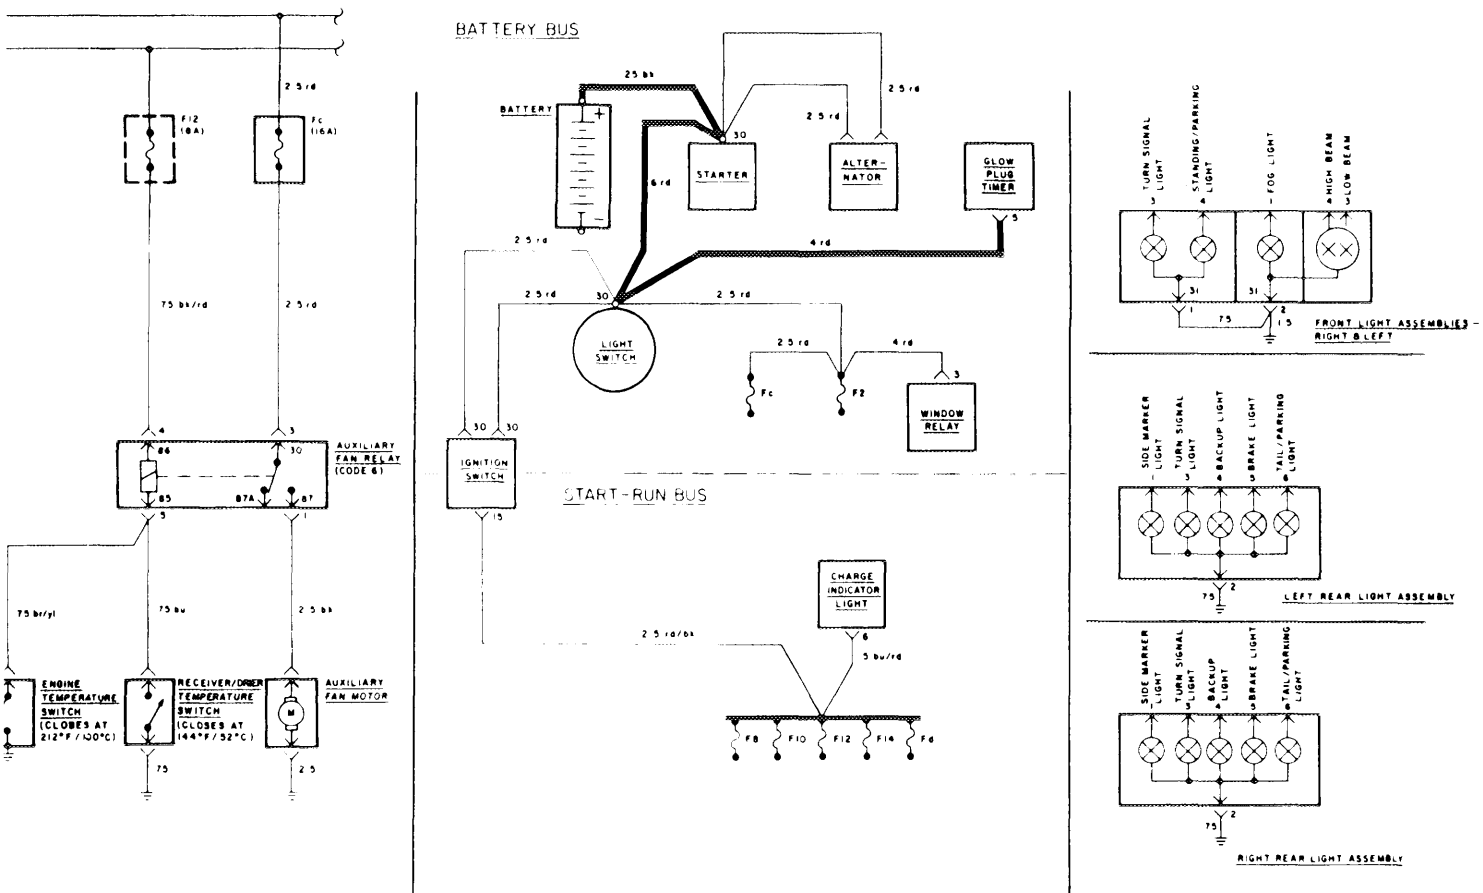 2.5 rd
F12
(8A)
Fc
(16A)
.75 bk/rd
2.5 rd
4
3
86
30
85
87A
87
AUXILIARY
FAN RELAY
(CODE 6)
5
1
.75 br/yl
.75 bu
2.5 bk
ENGINE
TEMPERATURE
SWITCH
(CLOSES AT
212°F/100°C)
RECEIVER/DRIER
TEMPERATURE
SWITCH
(CLOSES AT
144°F/52°C)
M
AUXILIARY
FAN MOTOR
.75
2.5
BATTERY BUS
25 bk
BATTERY
+
-
6 rd
30
STARTER
2.5 rd
2.5 rd
ALTER-
NATOR
GLOW
PLUG
TIMER
5
2.5 rd
4 rd
2.5 rd
30
2.5 rd
LIGHT
SWITCH
2.5 rd
4 rd
Fc
F2
3
WINDOW
RELAY
30
30
IGNITION
SWITCH
15
START-RUN BUS
CHARGE
INDICATOR
LIGHT
6
2.5 rd/bk
.5 bu/rd
F8
F10
F12
F14
Fd
TURN SIGNAL
LIGHT
STANDING/PARKING
LIGHT
FOG LIGHT
HIGH BEAM
LOW BEAM
3
4
1
4
3
31
31
1
2
.75
1.5
FRONT LIGHT ASSEMBLIES -
RIGHT & LEFT
SIDE MARKER
LIGHT
TURN SIGNAL
LIGHT
BACKUP LIGHT
BRAKE LIGHT
TAIL/PARKING
LIGHT
1
3
4
5
6
2
.75
LEFT REAR LIGHT ASSEMBLY
SIDE MARKER
LIGHT
TURN SIGNAL
LIGHT
BACKUP
LIGHT
BRAKE LIGHT
TAIL/PARKING
LIGHT
1
3
4
5
6
2
.75
RIGHT REAR LIGHT ASSEMBLY